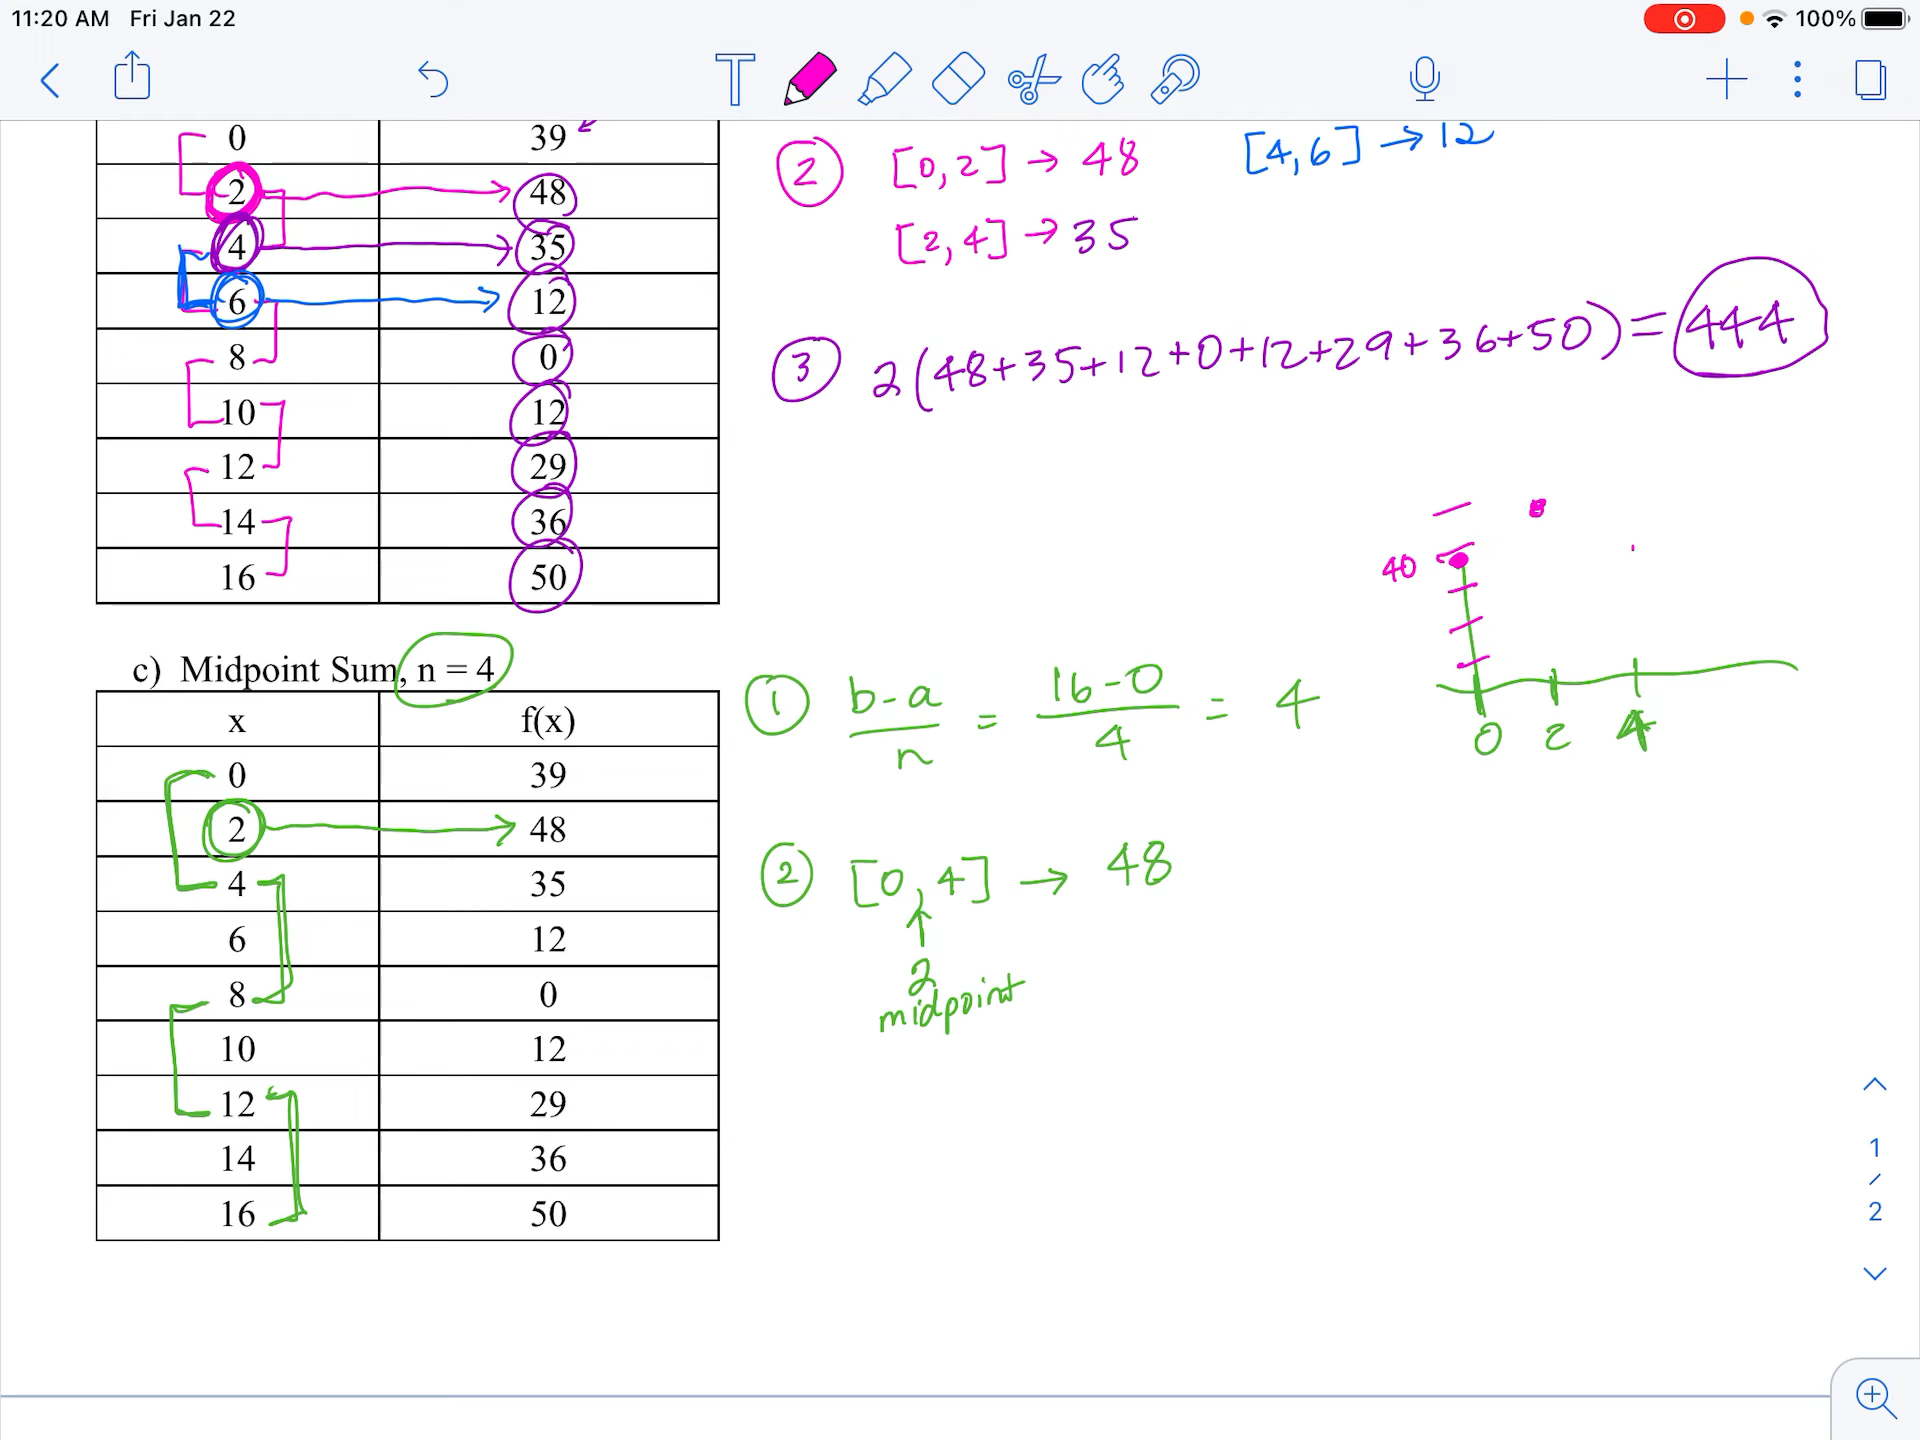 11:20 AM Fri Jan 22
100%
0 39
2 48
4 35
6 12
8 0
10 12
12 29
14 36
16 50
② [0,2] → 48 [4,6] → 12
[2,4] → 35
③ 2(48+35+12+0+12+29+36+50) = 444
c) Midpoint Sum, n = 4
x f(x)
0 39
2 48
4 35
6 12
8 0
10 12
12 29
14 36
16 50
① b-a/n = 16-0/4 = 4
② [0,4] → 48
↑
2
midpoint
40
0 2 4
1
/
2